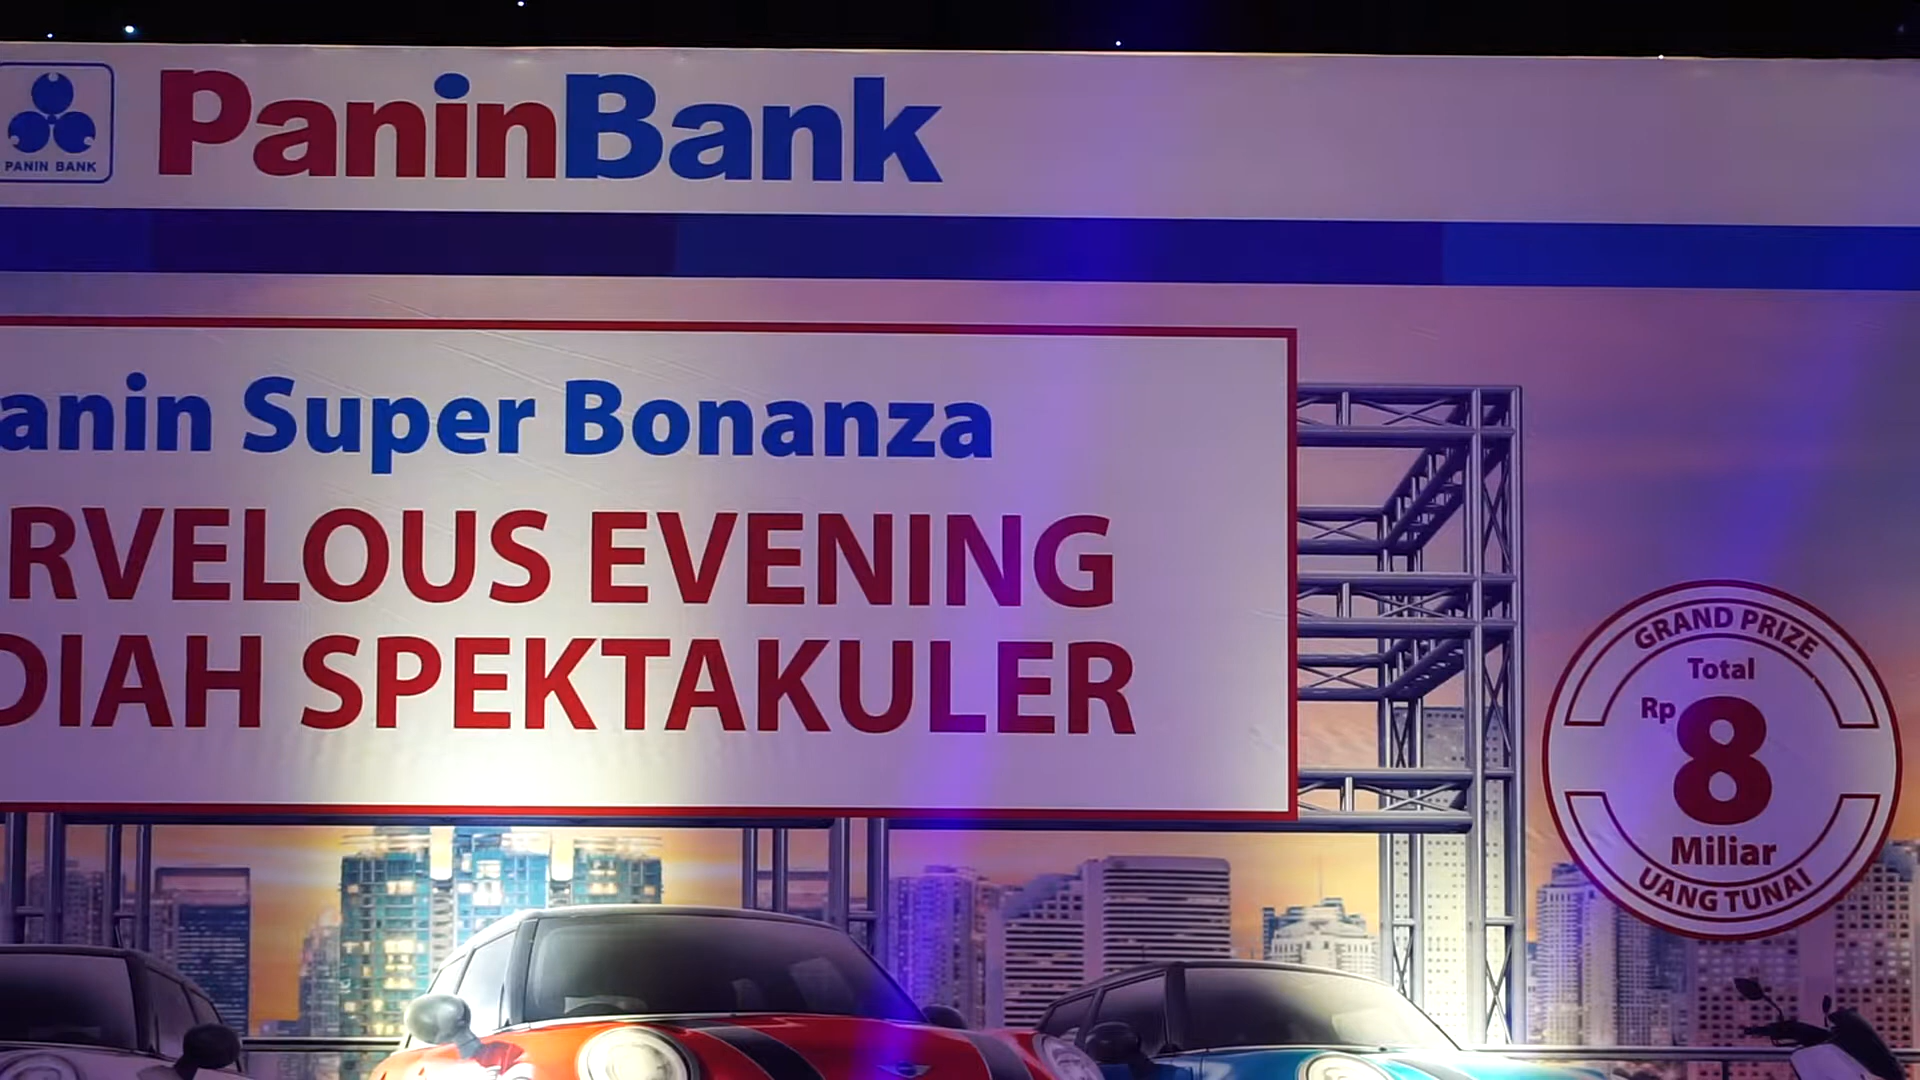 PANIN BANK
PaninBank
anin Super Bonanza
RVELOUS EVENING
DIAH SPEKTAKULER
GRAND PRIZE
Total
Rp 8
Miliar
UANG TUNAI